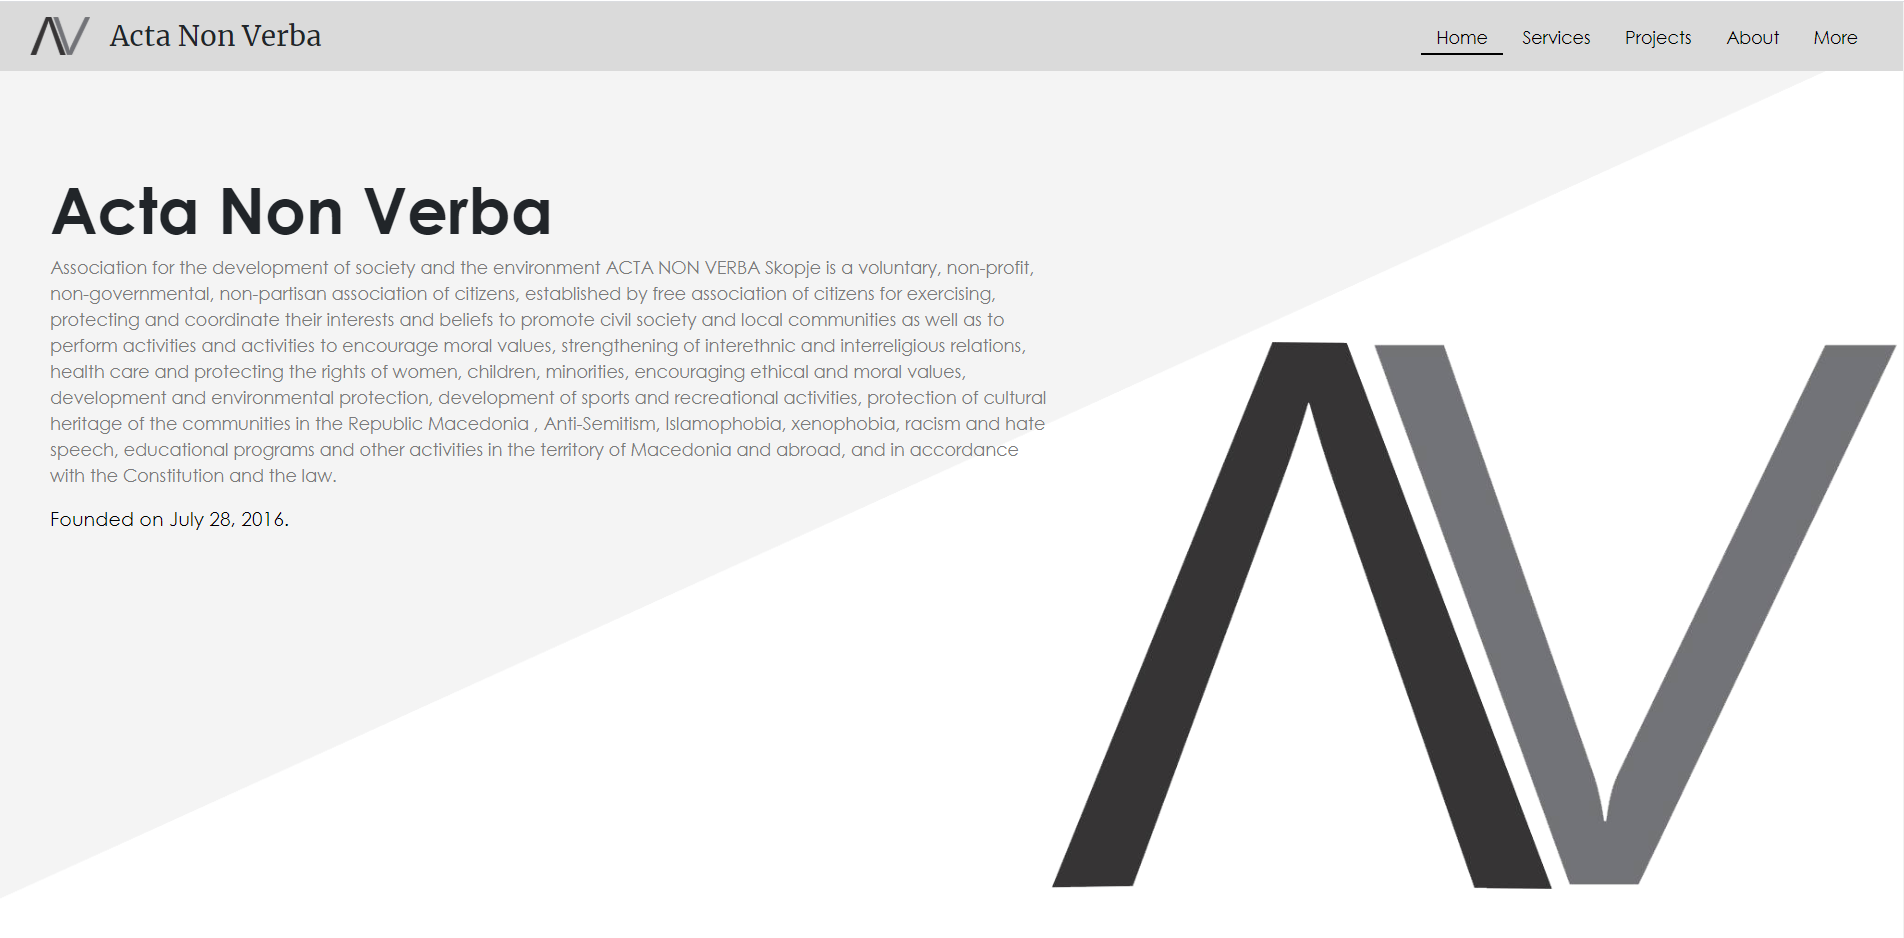 Acta Non Verba
Home Services Projects About More
Acta Non Verba
Association for the development of society and the environment ACTA NON VERBA Skopje is a voluntary, non-profit,
non-governmental, non-partisan association of citizens, established by free association of citizens for exercising,
protecting and coordinate their interests and beliefs to promote civil society and local communities as well as to
perform activities and activities to encourage moral values, strengthening of interethnic and interreligious relations,
health care and protecting the rights of women, children, minorities, encouraging ethical and moral values,
development and environmental protection, development of sports and recreational activities, protection of cultural
heritage of the communities in the Republic Macedonia , Anti-Semitism, Islamophobia, xenophobia, racism and hate
speech, educational programs and other activities in the territory of Macedonia and abroad, and in accordance
with the Constitution and the law.
Founded on July 28, 2016.